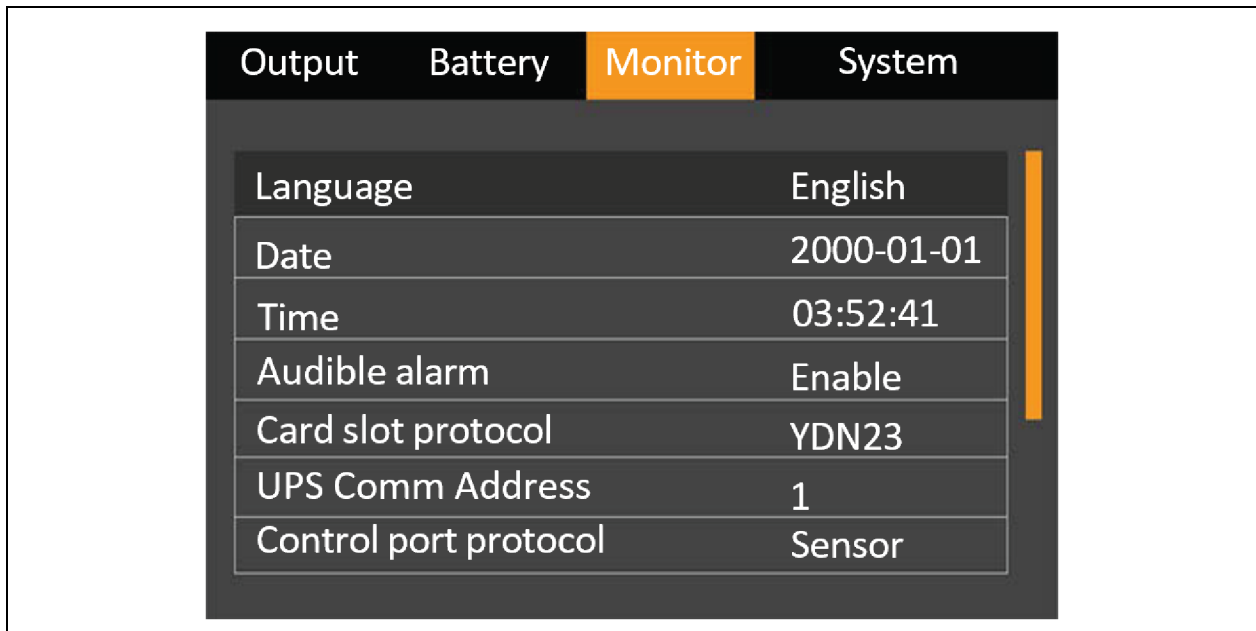 Output Battery Monitor System
Language English
Date 2000-01-01
Time 03:52:41
Audible alarm Enable
Card slot protocol YDN23
UPS Comm Address 1
Control port protocol Sensor